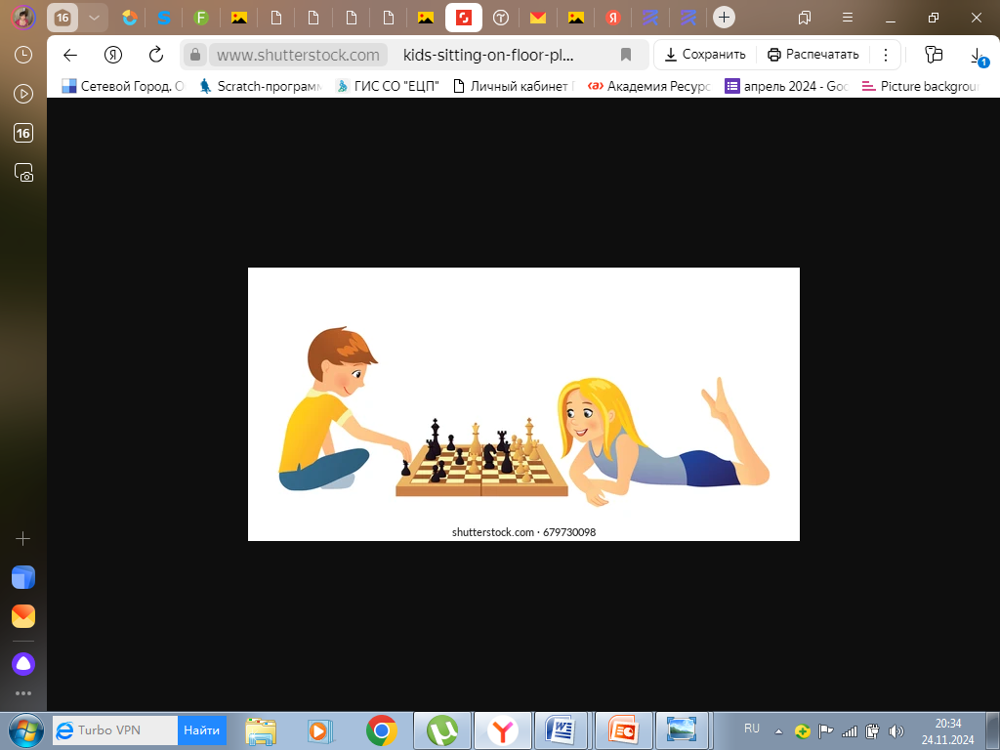 16
www.shutterstock.com kids-sitting-on-floor-pl... Сохранить Распечатать
1
Сетевой Город. О Scratch-программ ГИС СО "ЕЦП" Личный кабинет Академия Ресурс апрель 2024 - Goo Picture backgrou
16
shutterstock.com · 679730098
Turbo VPN Найти
RU
20:34
24.11.2024